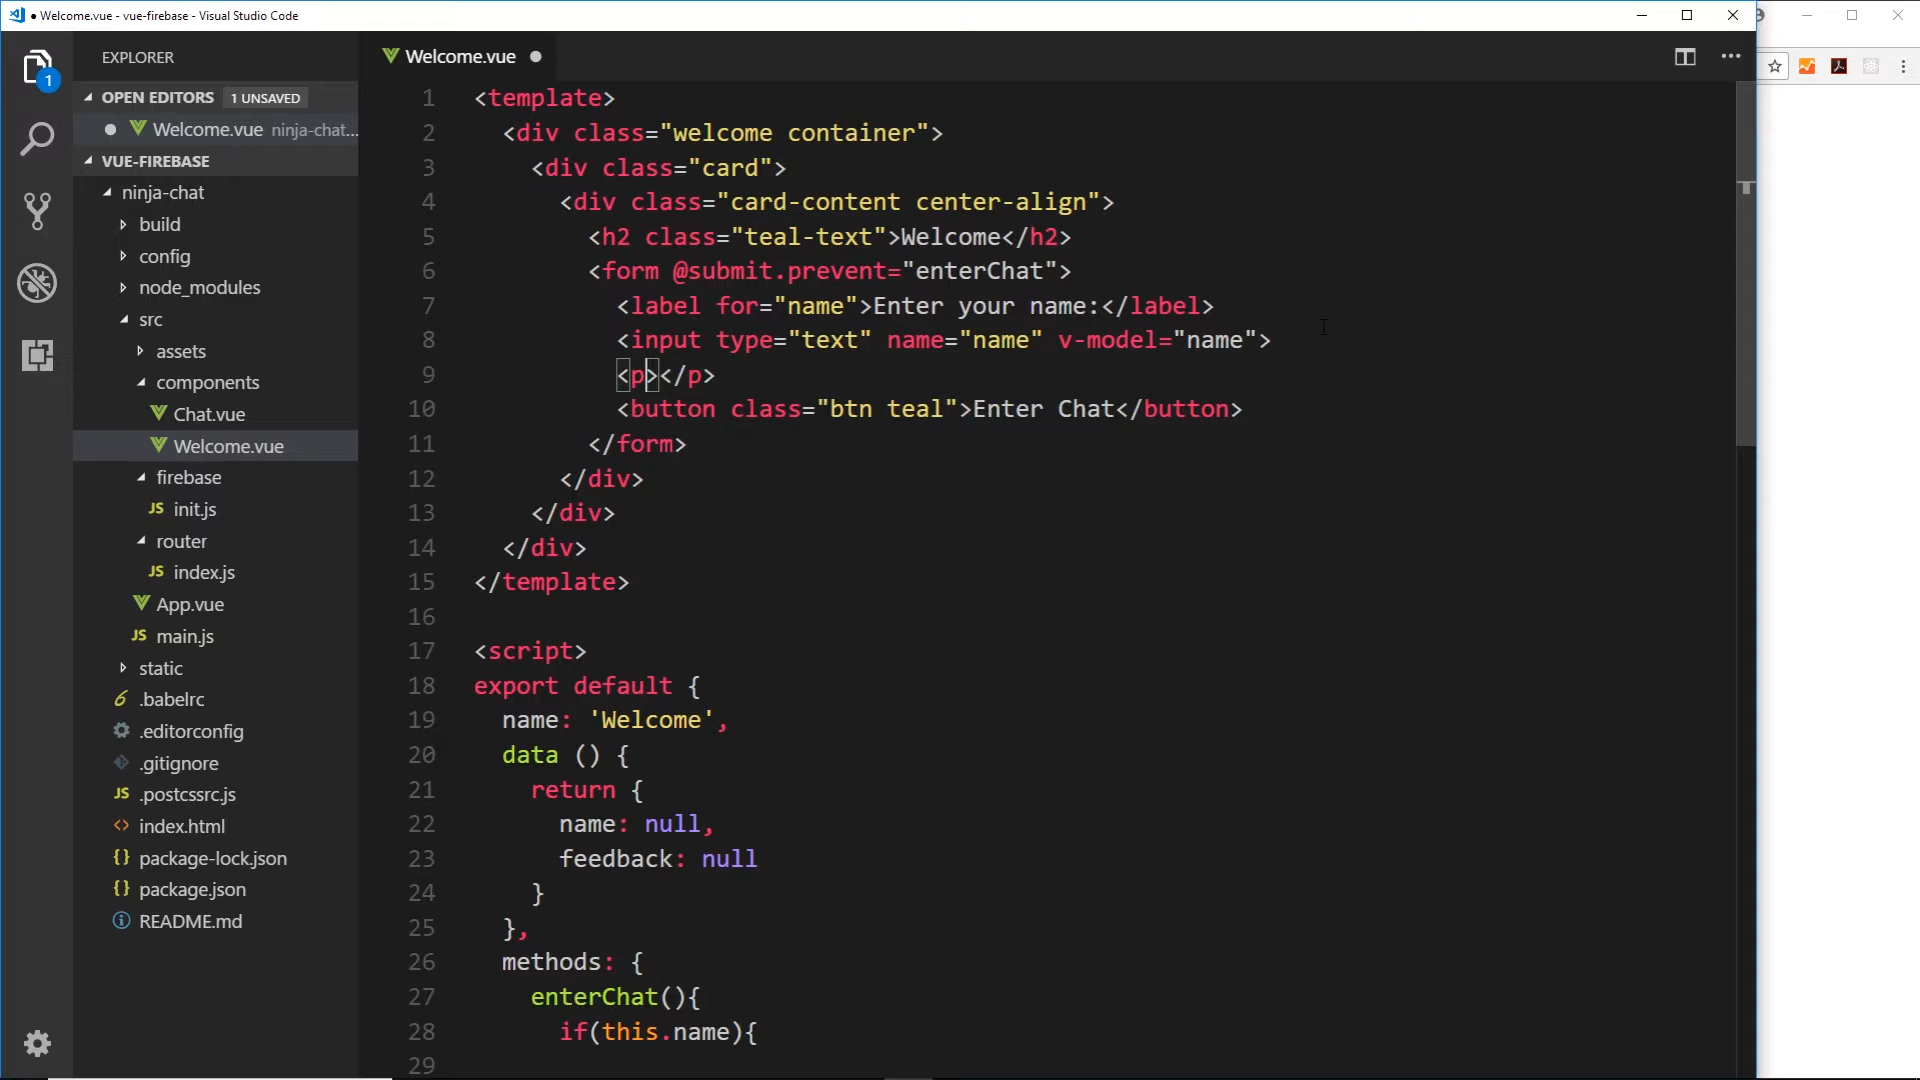 Welcome.vue - vue-firebase - Visual Studio Code
EXPLORER
OPEN EDITORS 1 UNSAVED
Welcome.vue ninja-chat...
VUE-FIREBASE
ninja-chat
build
config
node_modules
src
assets
components
Chat.vue
Welcome.vue
firebase
JS init.js
router
JS index.js
App.vue
JS main.js
static
.babelrc
.editorconfig
.gitignore
JS .postcssrc.js
<> index.html
{} package-lock.json
{} package.json
README.md
1
Welcome.vue
1 <template>
2 <div class="welcome container">
3 <div class="card">
4 <div class="card-content center-align">
5 <h2 class="teal-text">Welcome</h2>
6 <form @submit.prevent="enterChat">
7 <label for="name">Enter your name:</label>
8 <input type="text" name="name" v-model="name">
9 <p></p>
10 <button class="btn teal">Enter Chat</button>
11 </form>
12 </div>
13 </div>
14 </div>
15 </template>
16
17 <script>
18 export default {
19 name: 'Welcome',
20 data () {
21 return {
22 name: null,
23 feedback: null
24 }
25 },
26 methods: {
27 enterChat(){
28 if(this.name){
29